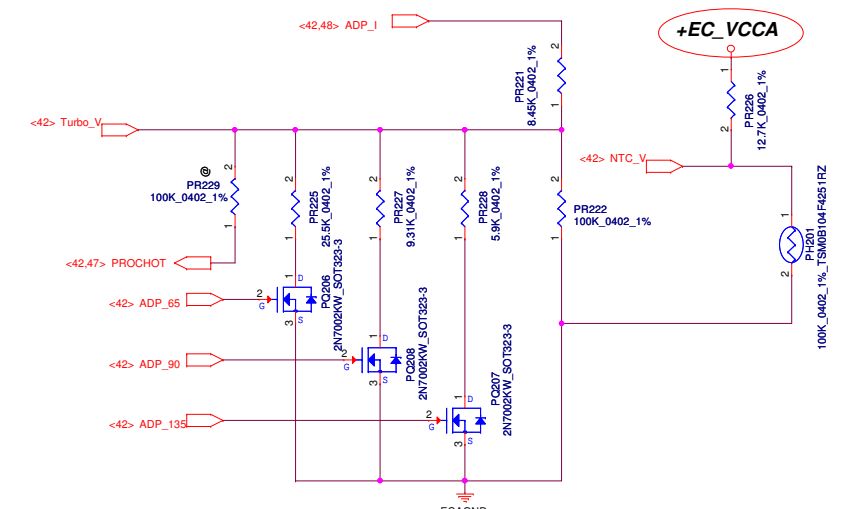 <42,48> ADP_I
+EC_VCCA
2
PR221
8.45K_0402_1%
1
1
PR226
12.7K_0402_1%
2
<42> Turbo_V
<42> NTC_V
@
PR229
100K_0402_1%
2
1
2
PR225
25.5K_0402_1%
1
2
PR227
9.31K_0402_1%
1
2
PR228
5.9K_0402_1%
1
2
PR222
100K_0402_1%
1
1
PH201
100K_0402_1%_TSM0B104F4251RZ
2
<42,47> PROCHOT
<42> ADP_65
2
G
1
D
3
S
PQ206
2N7002KW_SOT323-3
<42> ADP_90
2
G
1
D
3
S
PQ208
2N7002KW_SOT323-3
<42> ADP_135
2
G
1
D
3
S
PQ207
2N7002KW_SOT323-3